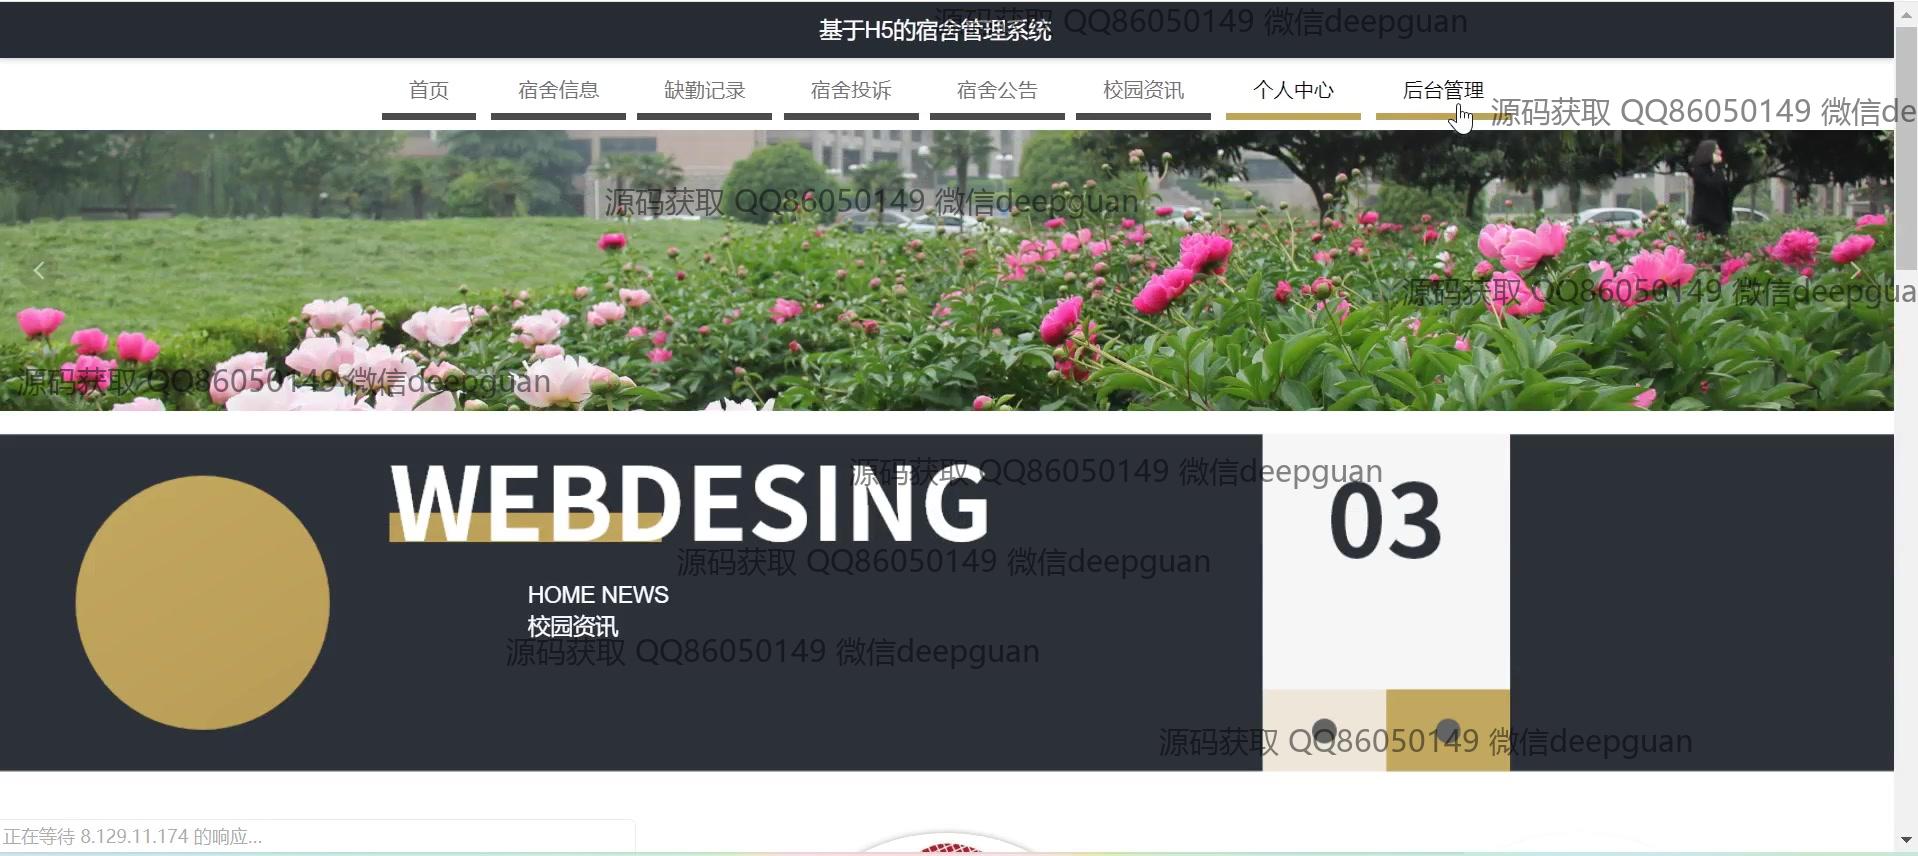 基于H5的宿舍管理系统
源码获取 QQ86050149 微信deepguan
首页 宿舍信息 缺勤记录 宿舍投诉 宿舍公告 校园资讯 个人中心 后台管理
源码获取 QQ86050149 微信de
源码获取 QQ86050149 微信deepguan
源码获取 QQ86050149 微信deepgua
源码获取 QQ86050149 微信deepguan
WEBDESING
源码获取 QQ86050149 微信deepguan
03
源码获取 QQ86050149 微信deepguan
HOME NEWS
校园资讯
源码获取 QQ86050149 微信deepguan
源码获取 QQ86050149 微信deepguan
正在等待 8.129.11.174 的响应...